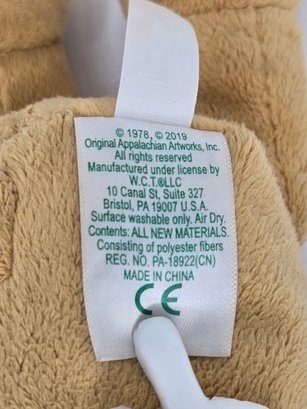 © 1978, © 2019
Original Appalachian Artworks, Inc.
All rights reserved
Manufactured under license by
W.C.T.®LLC
10 Canal St, Suite 327
Bristol, PA 19007 U.S.A.
Surface washable only. Air Dry.
Contents: ALL NEW MATERIALS.
Consisting of polyester fibers
REG. NO. PA-18922(CN)
MADE IN CHINA
CE